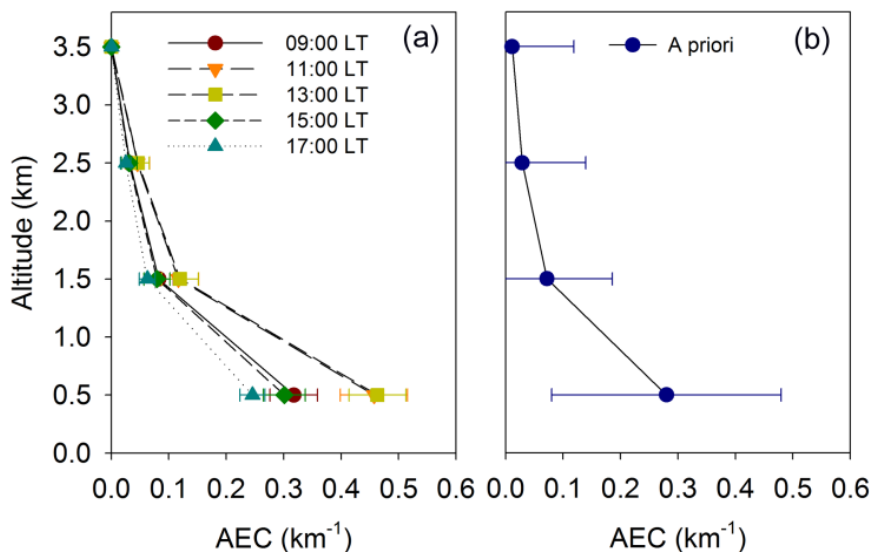 (a)
09:00 LT
11:00 LT
13:00 LT
15:00 LT
17:00 LT
Altitude (km)
3.5
3.0
2.5
2.0
1.5
1.0
0.5
0.0
0.0 0.1 0.2 0.3 0.4 0.5 0.6
AEC (km⁻¹)
(b)
A priori
0.0 0.1 0.2 0.3 0.4 0.5 0.6
AEC (km⁻¹)